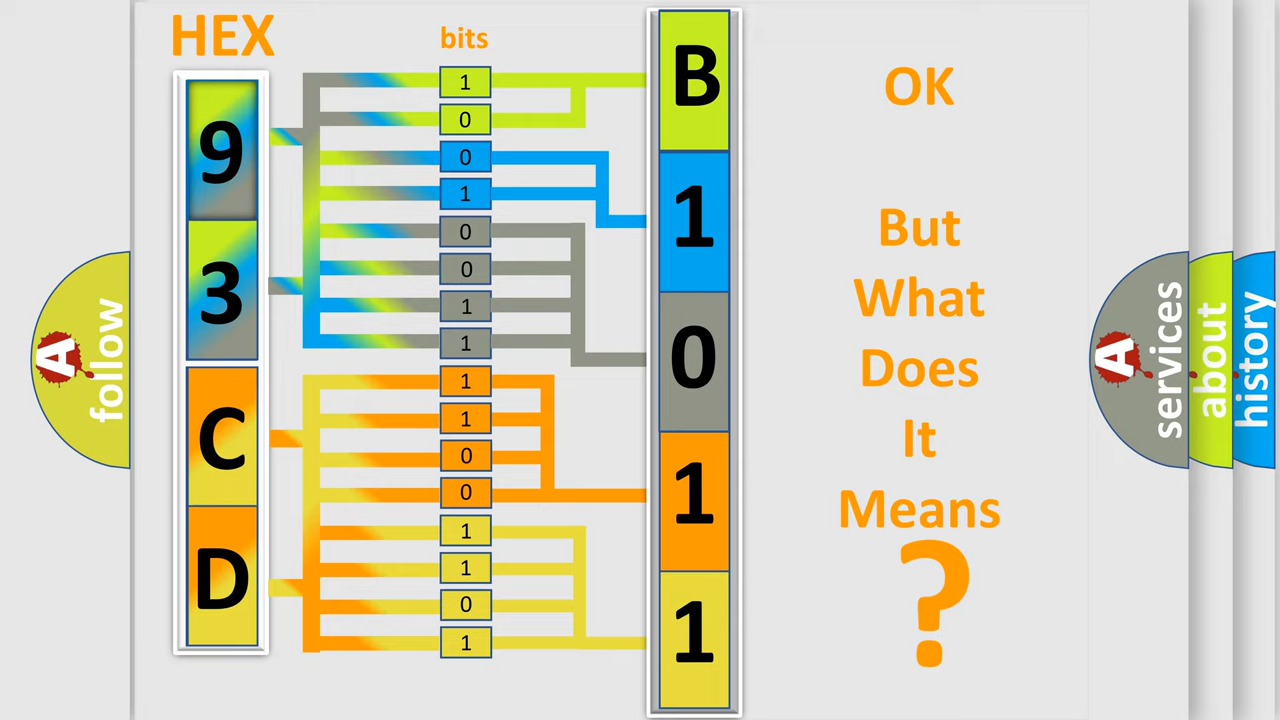 HEX
bits
9
3
C
D
1
0
0
1
0
0
1
1
1
1
0
0
1
1
0
1
B
1
0
1
1
OK
But
What
Does
It
Means
?
A
follow
A
services
about
history